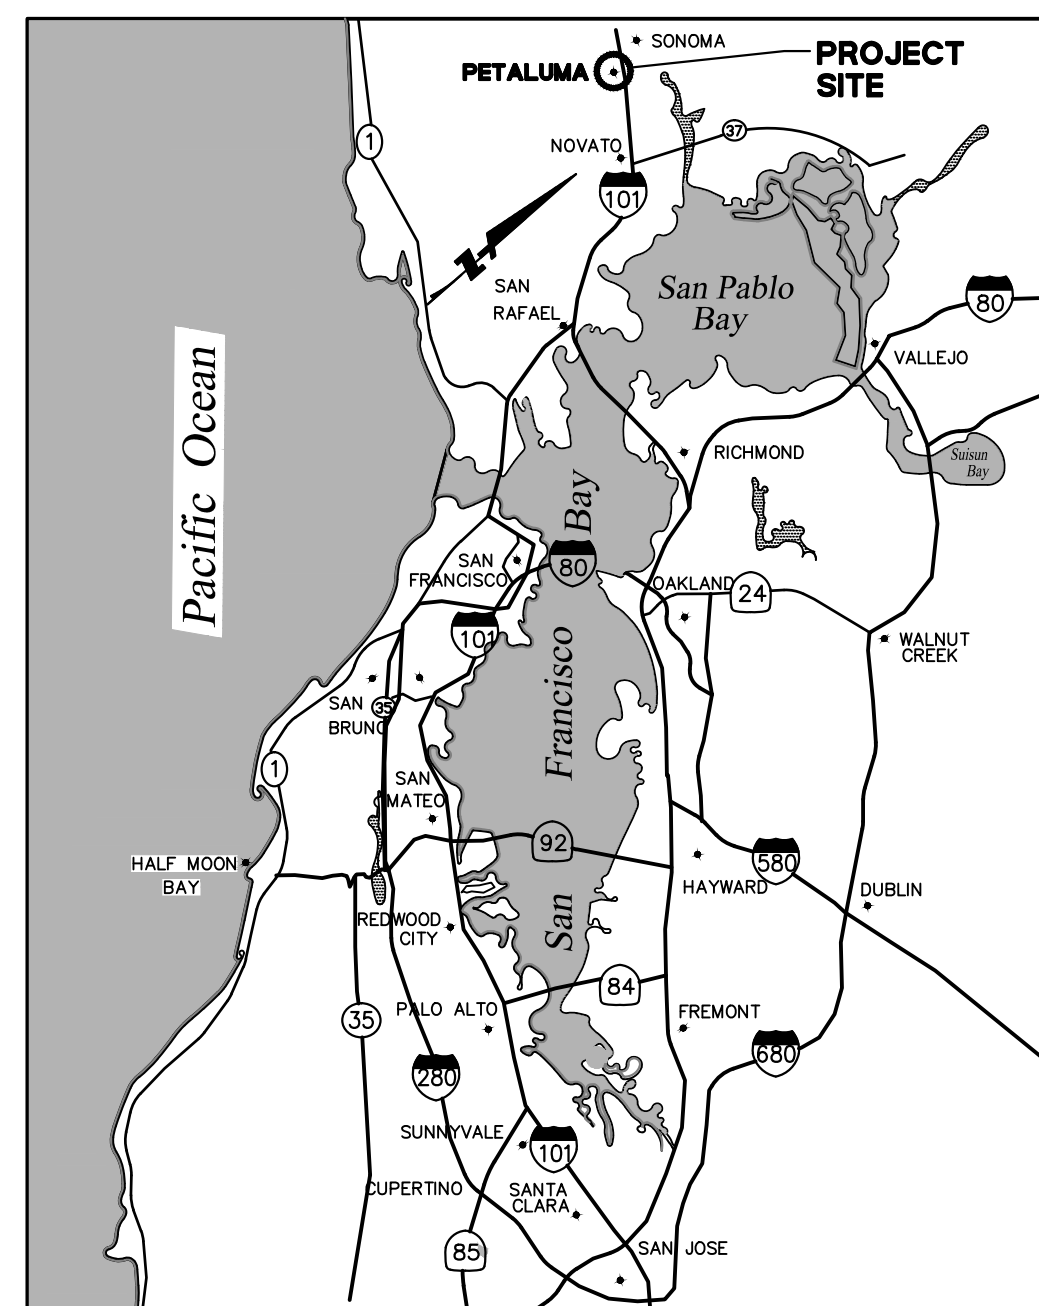 SONOMA
PETALUMA
PROJECT
SITE
37
1
NOVATO
101
N
SAN
RAFAEL
San Pablo
Bay
80
VALLEJO
Pacific Ocean
RICHMOND
Suisun
Bay
San Francisco Bay
SAN
FRANCISCO
80
OAKLAND
24
101
WALNUT
CREEK
SAN
BRUNO
35
1
SAN
MATEO
92
HALF MOON
BAY
580
HAYWARD
DUBLIN
REDWOOD
CITY
84
PALO ALTO
35
FREMONT
680
280
SUNNYVALE
101
CUPERTINO
SANTA
CLARA
85
SAN JOSE